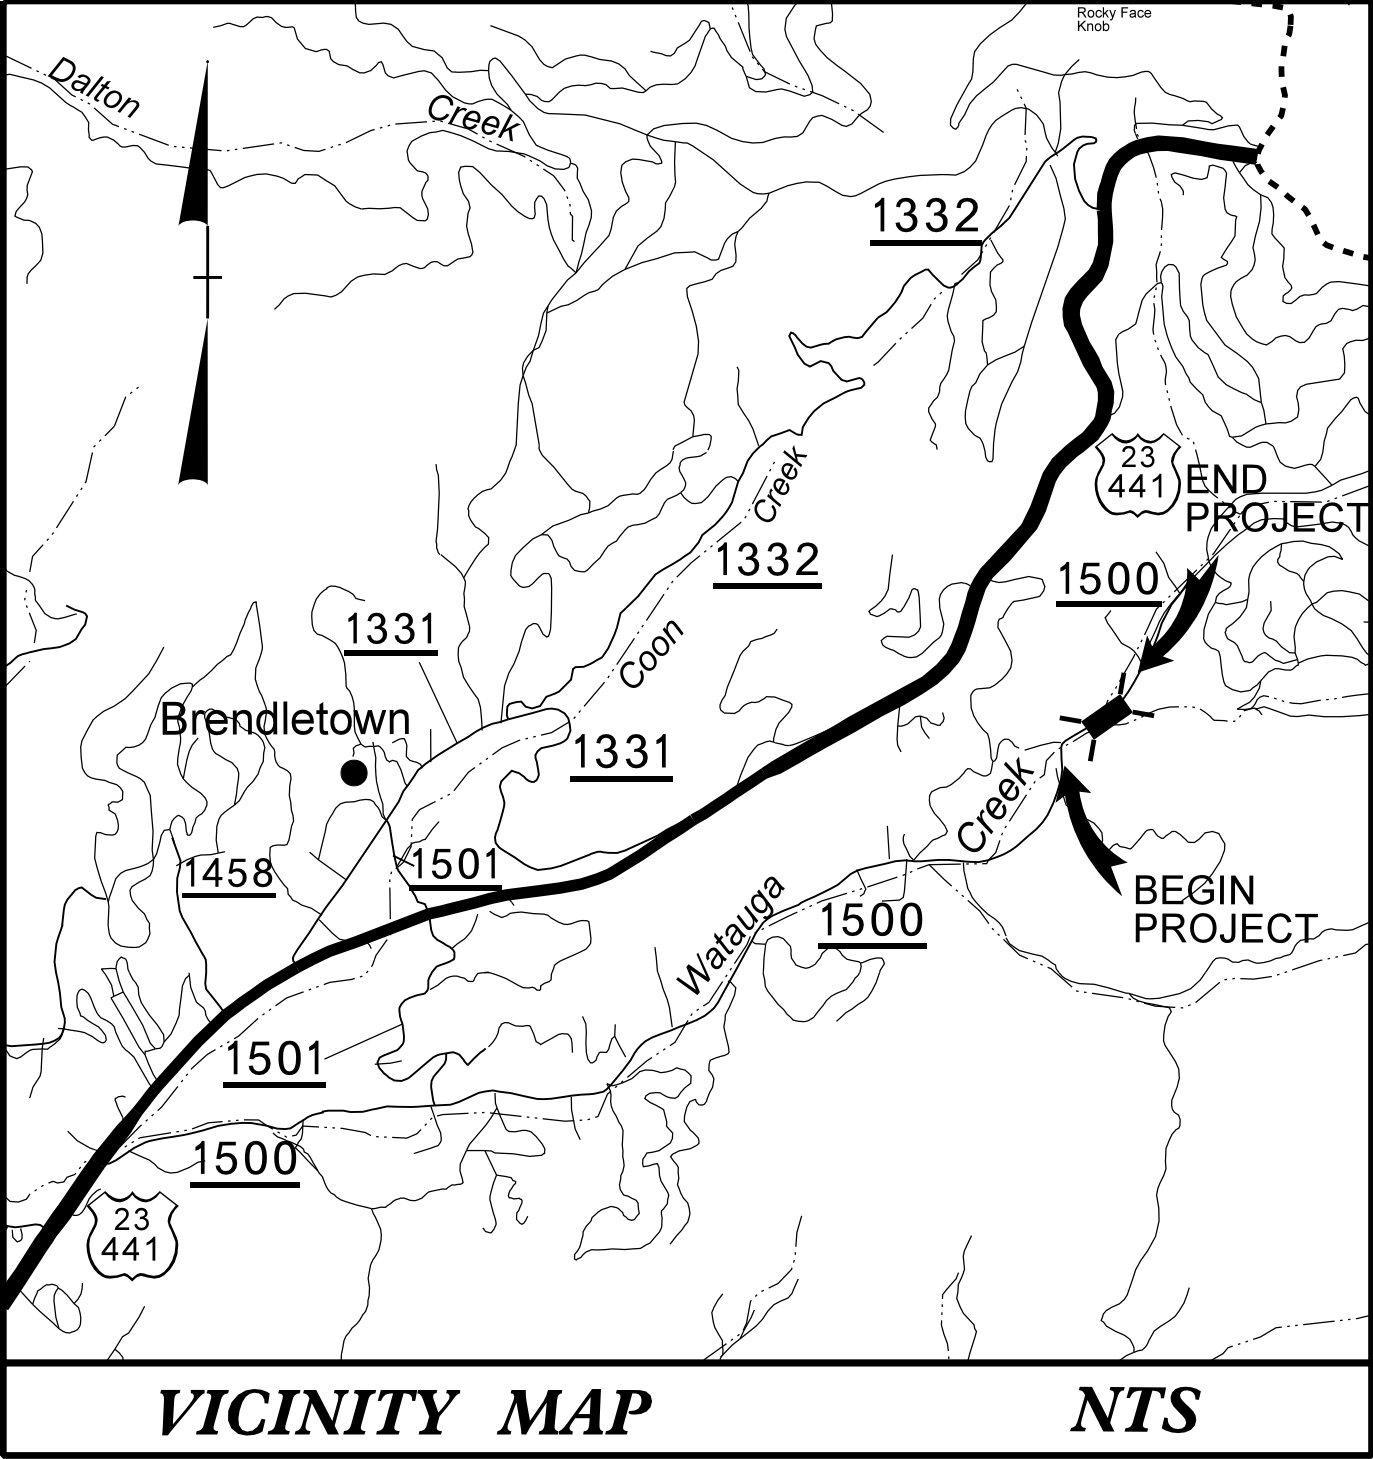 Rocky Face
Knob
Dalton
Creek
1332
23
441
END
PROJECT
Creek
1332
1500
1331
Coon
Brendletown
1331
Creek
1501
1458
BEGIN
PROJECT
Watauga
1500
1501
1500
23
441
VICINITY MAP
NTS